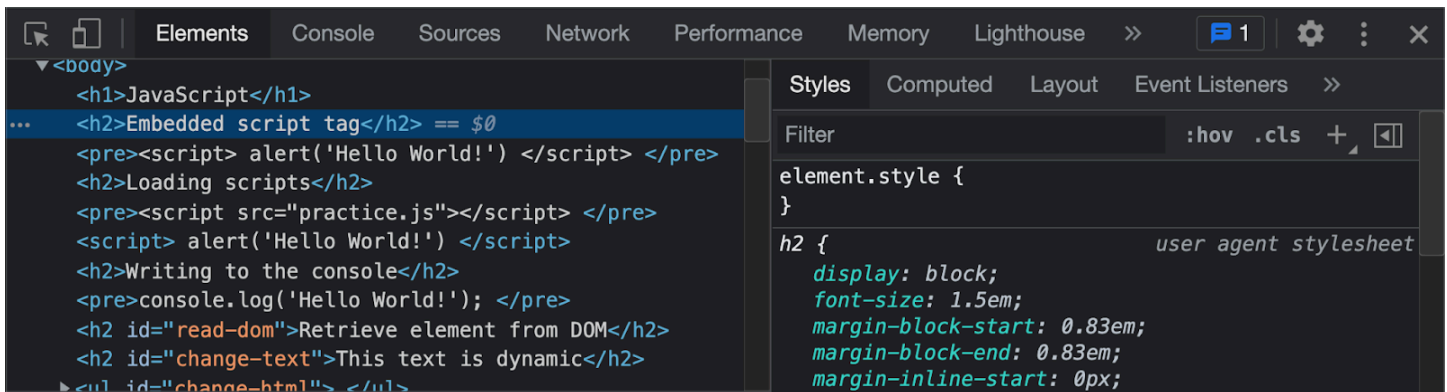 Elements Console Sources Network Performance Memory Lighthouse » 1
<body>
<h1>JavaScript</h1>
<h2>Embedded script tag</h2> == $0
<pre><script> alert('Hello World!') </script> </pre>
<h2>Loading scripts</h2>
<pre><script src="practice.js"></script> </pre>
<script> alert('Hello World!') </script>
<h2>Writing to the console</h2>
<pre>console.log('Hello World!'); </pre>
<h2 id="read-dom">Retrieve element from DOM</h2>
<h2 id="change-text">This text is dynamic</h2>
<ul id="change-html"> </ul>
Styles Computed Layout Event Listeners »
Filter :hov .cls +
element.style {
}
h2 { user agent stylesheet
display: block;
font-size: 1.5em;
margin-block-start: 0.83em;
margin-block-end: 0.83em;
margin-inline-start: 0px;